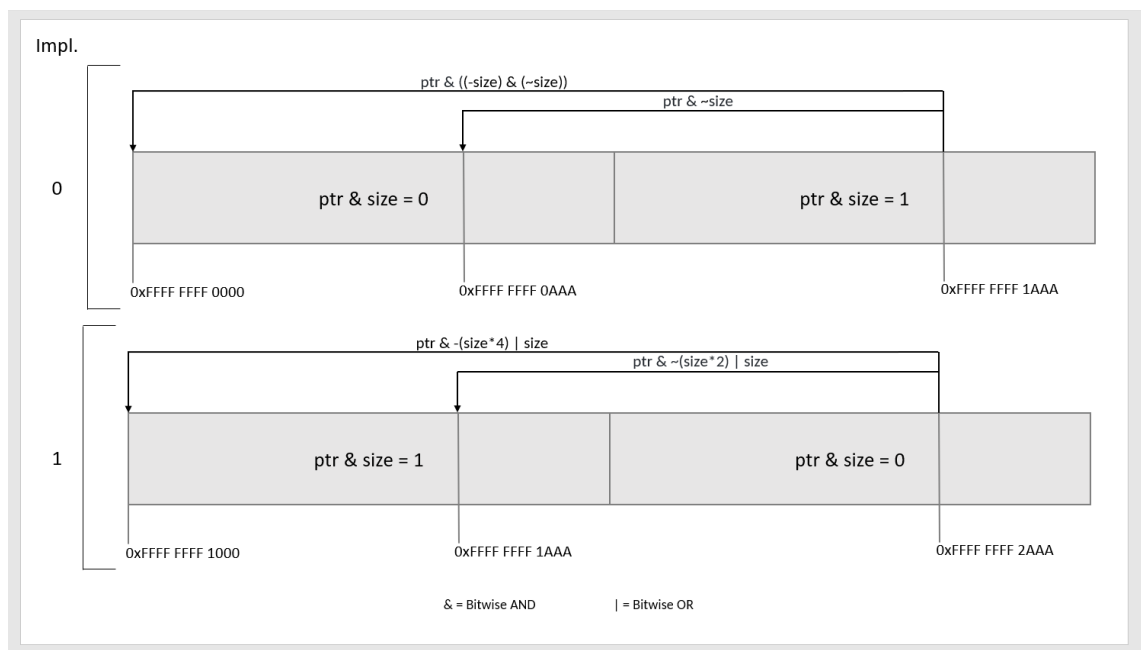 Impl.
ptr & ((-size) & (~size))
ptr & ~size
0
ptr & size = 0
ptr & size = 1
0xFFFF FFFF 0000
0xFFFF FFFF 0AAA
0xFFFF FFFF 1AAA
ptr & -(size*4) | size
ptr & ~(size*2) | size
1
ptr & size = 1
ptr & size = 0
0xFFFF FFFF 1000
0xFFFF FFFF 1AAA
0xFFFF FFFF 2AAA
& = Bitwise AND
| = Bitwise OR